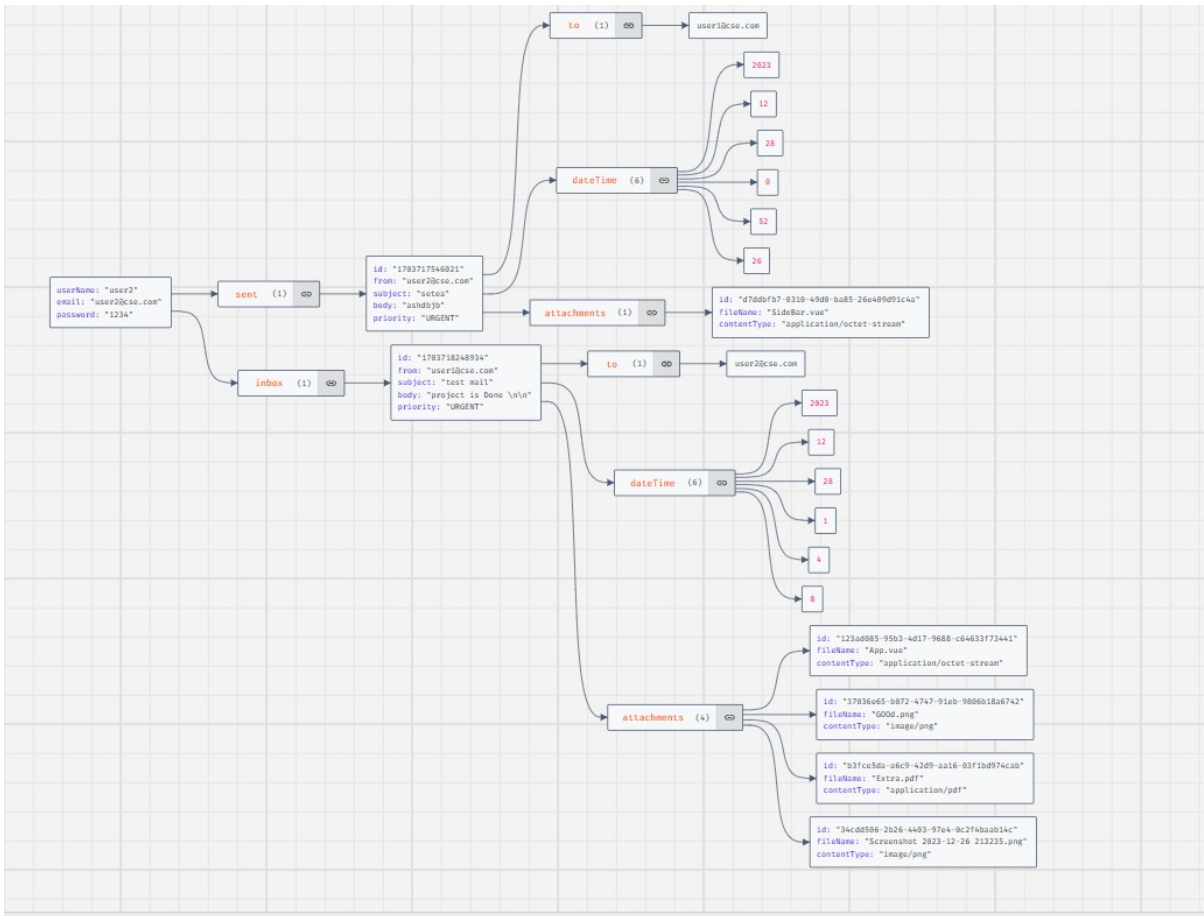 to (1)
user1@cse.com
2023
12
28
dateTime (6)
0
52
26
userName: "user2"
email: "user2@cse.com"
password: "1234"
sent (1)
id: "1703717546021"
from: "user2@cse.com"
subject: "setea"
body: "ashdbjb"
priority: "URGENT"
attachments (1)
id: "d7ddbfb7-0310-49d0-ba85-26e409d91c4a"
fileName: "SideBar.vue"
contentType: "application/octet-stream"
inbox (1)
id: "1703718248934"
from: "user1@cse.com"
subject: "test mail"
body: "project is Done \n\n"
priority: "URGENT"
to (1)
user2@cse.com
2023
12
dateTime (6)
28
1
4
8
id: "123ad085-95b3-4d17-9688-c64633f73441"
fileName: "App.vue"
contentType: "application/octet-stream"
attachments (4)
id: "37036e65-b072-4747-91eb-9806b18a6742"
fileName: "GOOd.png"
contentType: "image/png"
id: "b3fce5da-a6c9-42d9-aa16-03f1bd974cab"
fileName: "Extra.pdf"
contentType: "application/pdf"
id: "34cdd506-2b26-4403-97e4-0c2f4baab14c"
fileName: "Screenshot 2023-12-26 213235.png"
contentType: "image/png"